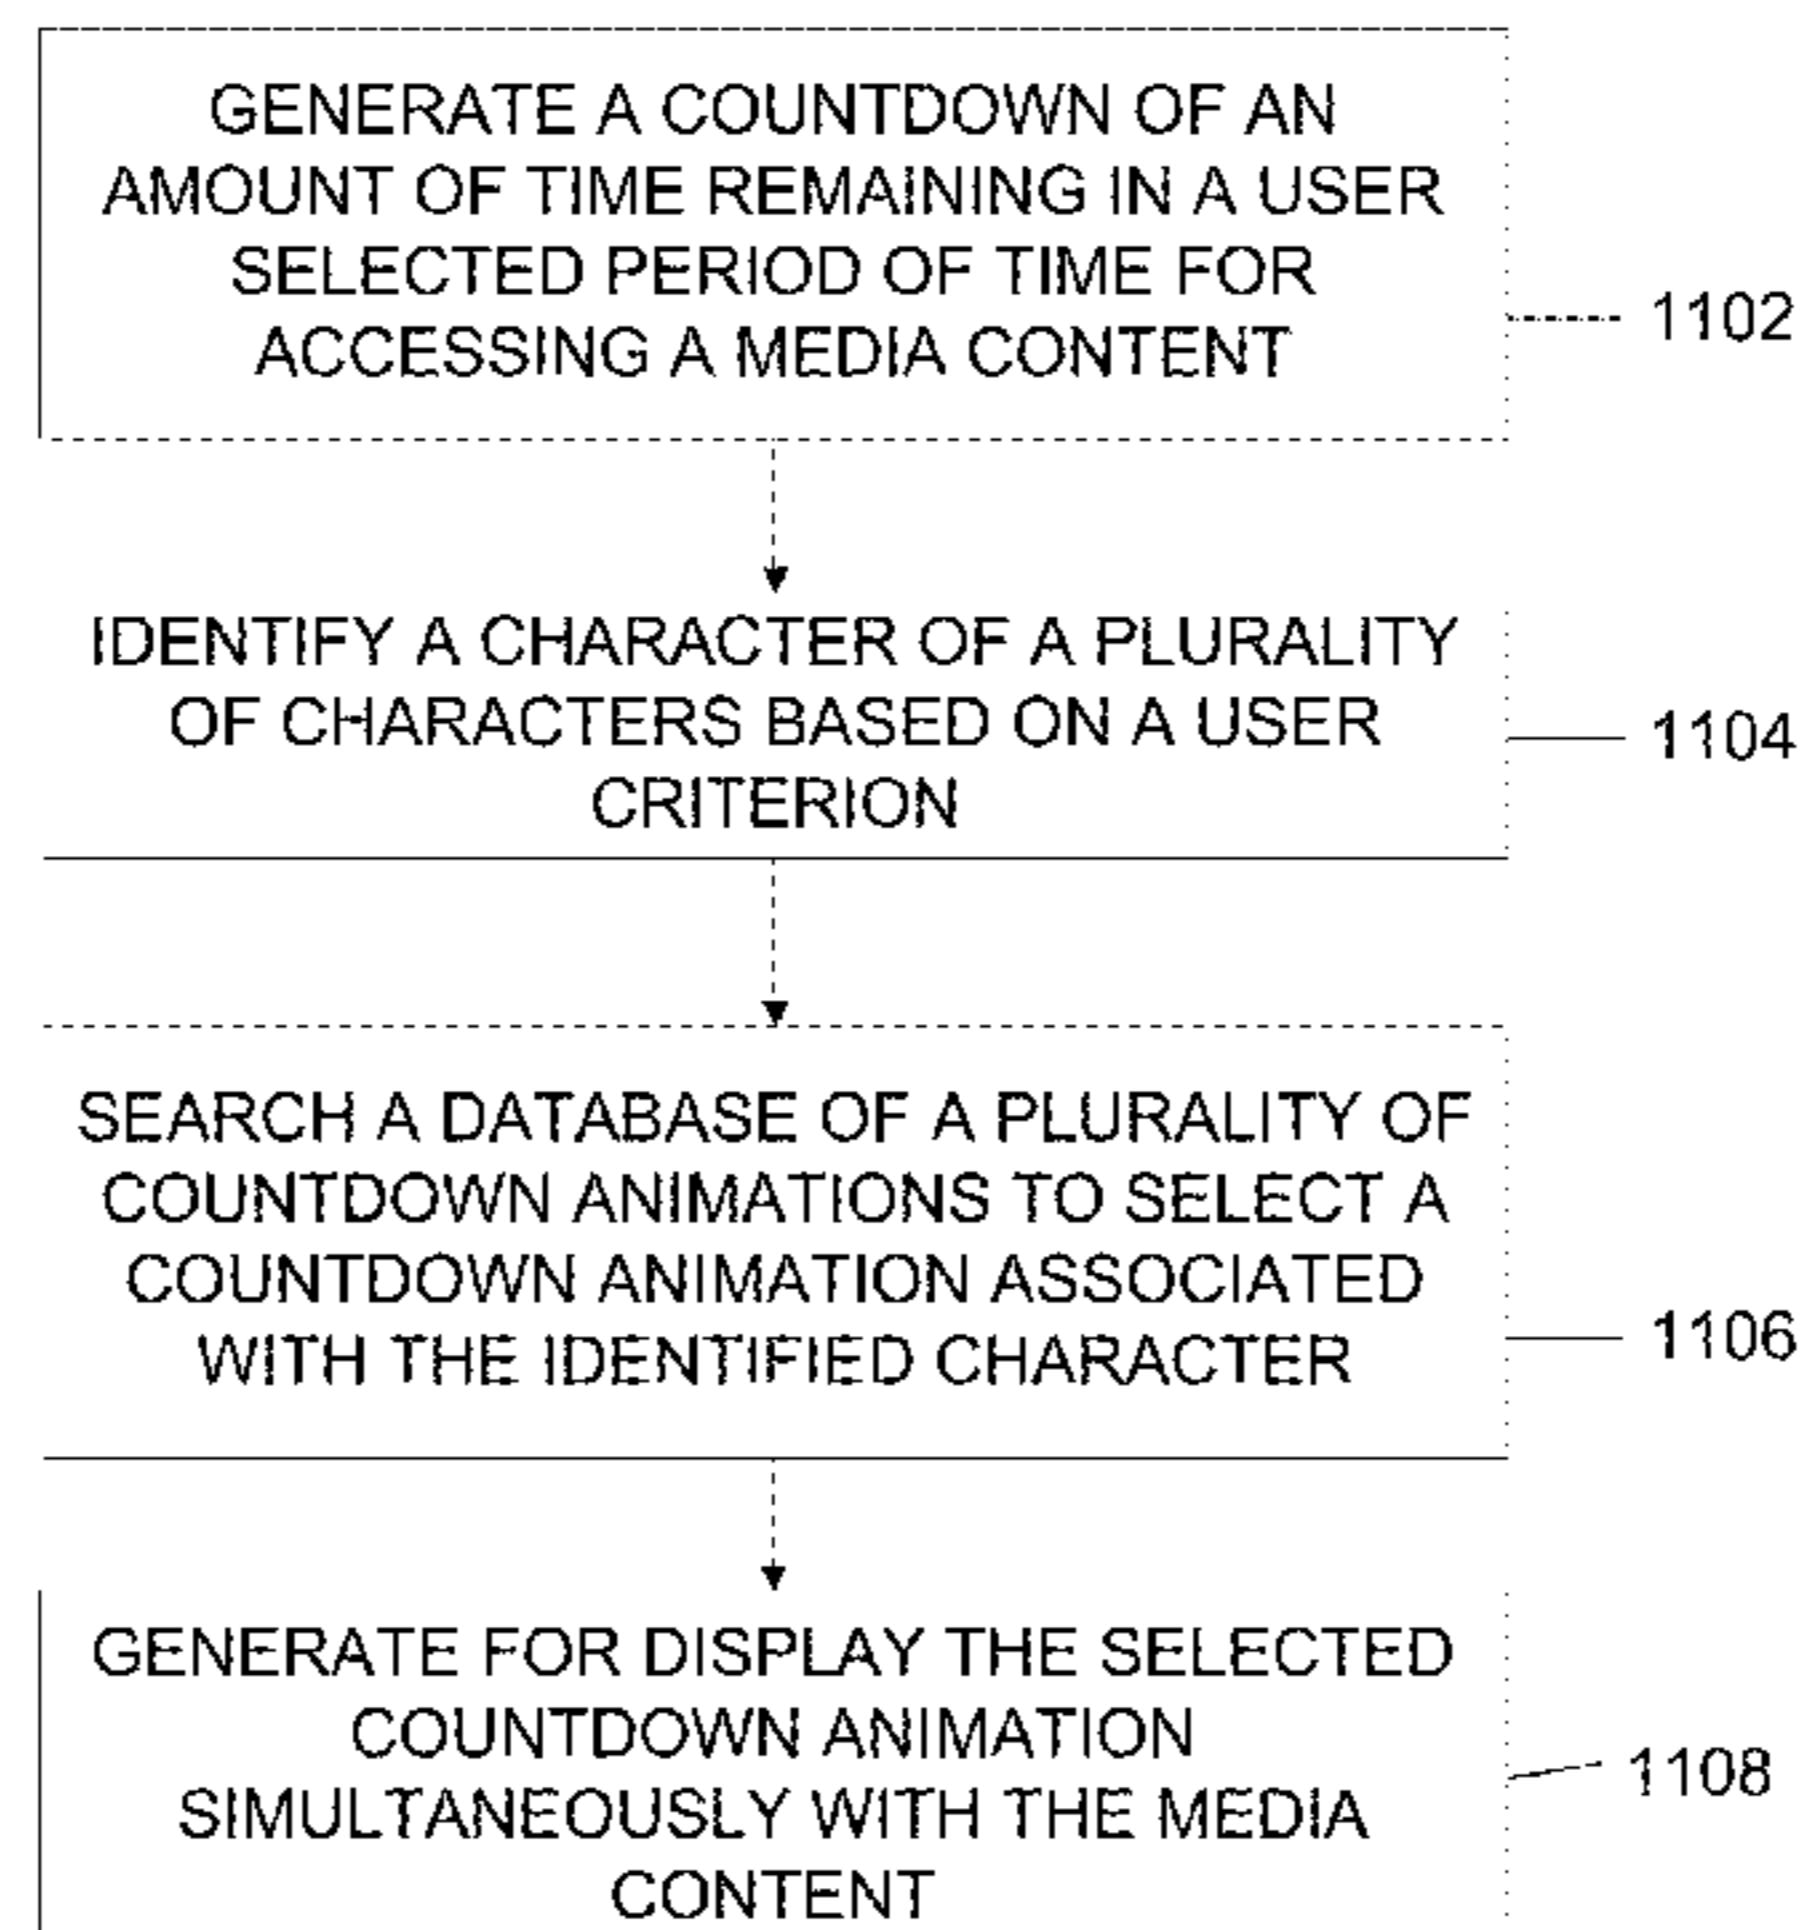 GENERATE A COUNTDOWN OF AN
AMOUNT OF TIME REMAINING IN A USER
SELECTED PERIOD OF TIME FOR
ACCESSING A MEDIA CONTENT
1102
IDENTIFY A CHARACTER OF A PLURALITY
OF CHARACTERS BASED ON A USER
CRITERION
1104
SEARCH A DATABASE OF A PLURALITY OF
COUNTDOWN ANIMATIONS TO SELECT A
COUNTDOWN ANIMATION ASSOCIATED
WITH THE IDENTIFIED CHARACTER
1106
GENERATE FOR DISPLAY THE SELECTED
COUNTDOWN ANIMATION
SIMULTANEOUSLY WITH THE MEDIA
CONTENT
1108